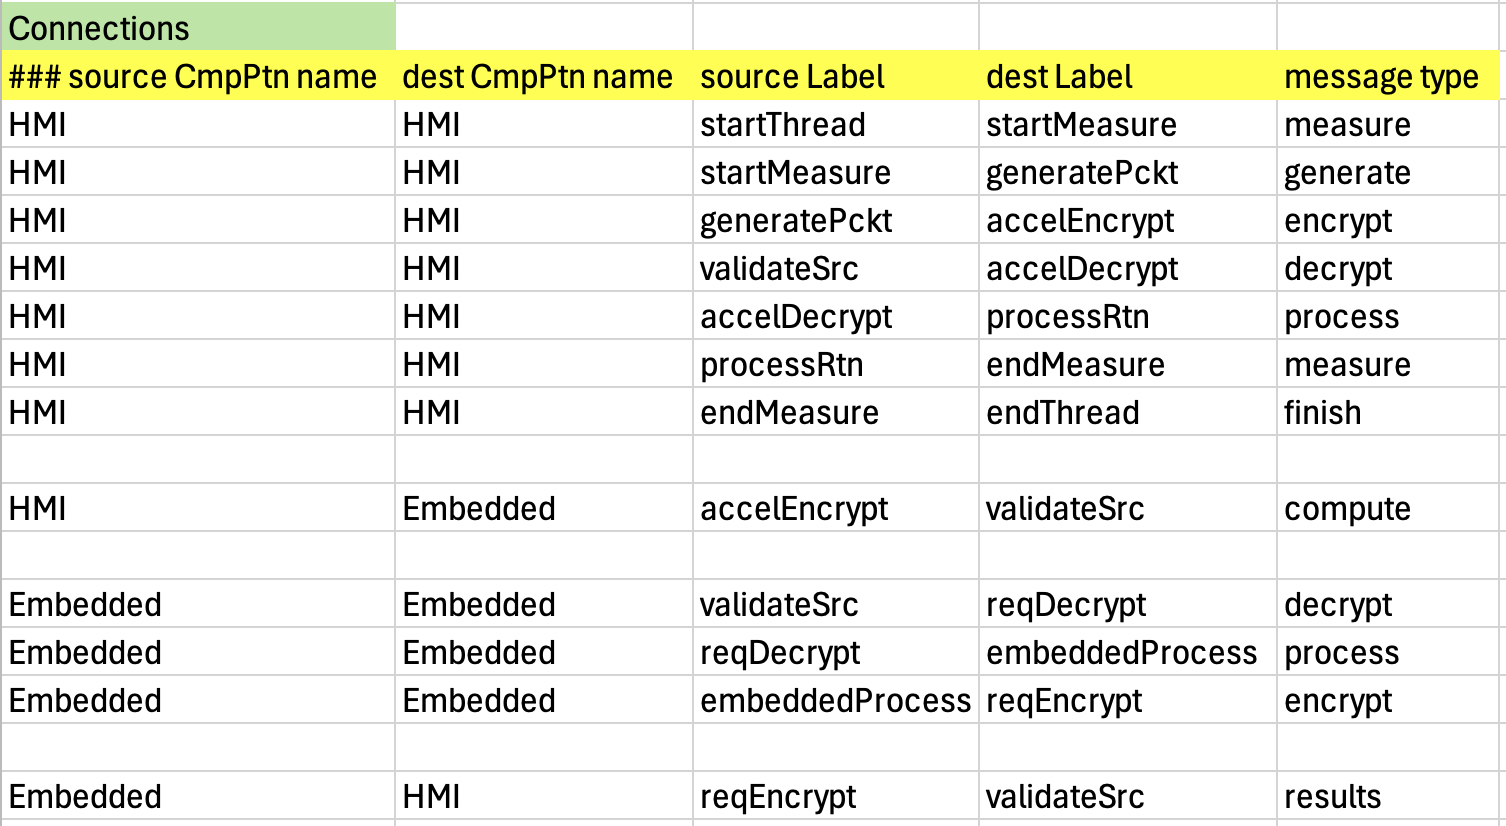 Connections
### source CmpPtn name dest CmpPtn name source Label dest Label message type
HMI HMI startThread startMeasure measure
HMI HMI startMeasure generatePckt generate
HMI HMI generatePckt accelEncrypt encrypt
HMI HMI validateSrc accelDecrypt decrypt
HMI HMI accelDecrypt processRtn process
HMI HMI processRtn endMeasure measure
HMI HMI endMeasure endThread finish
HMI Embedded accelEncrypt validateSrc compute
Embedded Embedded validateSrc reqDecrypt decrypt
Embedded Embedded reqDecrypt embeddedProcess process
Embedded Embedded embeddedProcess reqEncrypt encrypt
Embedded HMI reqEncrypt validateSrc results